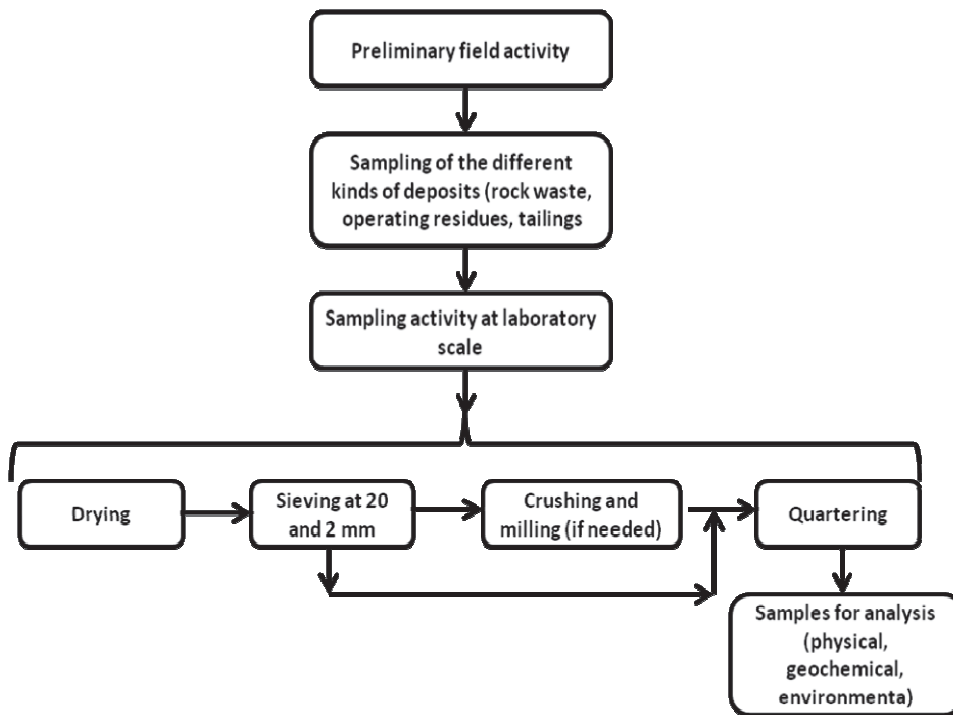 Preliminary field activity
Sampling of the different
kinds of deposits (rock waste,
operating residues, tailings
Sampling activity at laboratory
scale
Drying
Sieving at 20
and 2 mm
Crushing and
milling (if needed)
Quartering
Samples for analysis
(physical,
geochemical,
environmenta)